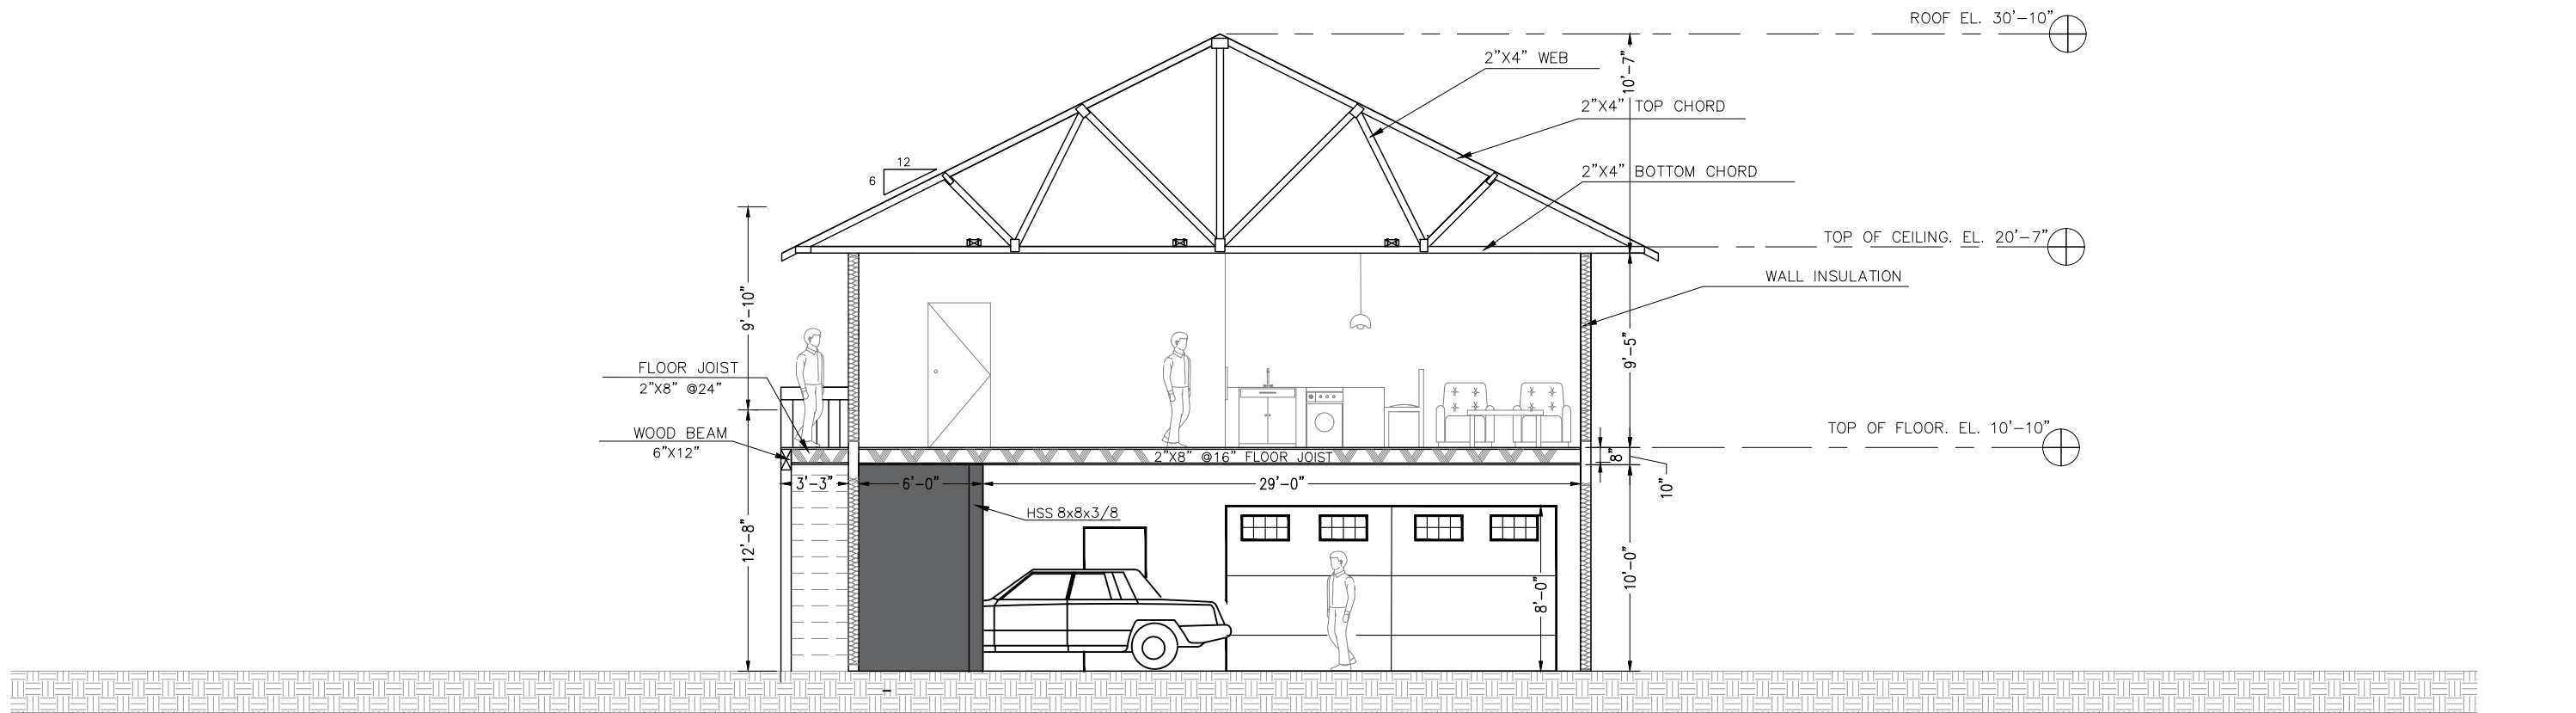 ROOF EL. 30'-10"
2"X4" WEB
10'-7"
2"X4" TOP CHORD
12
6
2"X4" BOTTOM CHORD
TOP OF CEILING. EL. 20'-7"
WALL INSULATION
9'-10"
9'-5"
FLOOR JOIST
2"X8" @24"
WOOD BEAM
6"X12"
TOP OF FLOOR. EL. 10'-10"
2"X8" @16" FLOOR JOIST
8"
10"
3'-3"
6'-0"
29'-0"
HSS 8x8x3/8
12'-8"
8'-0"
10'-0"